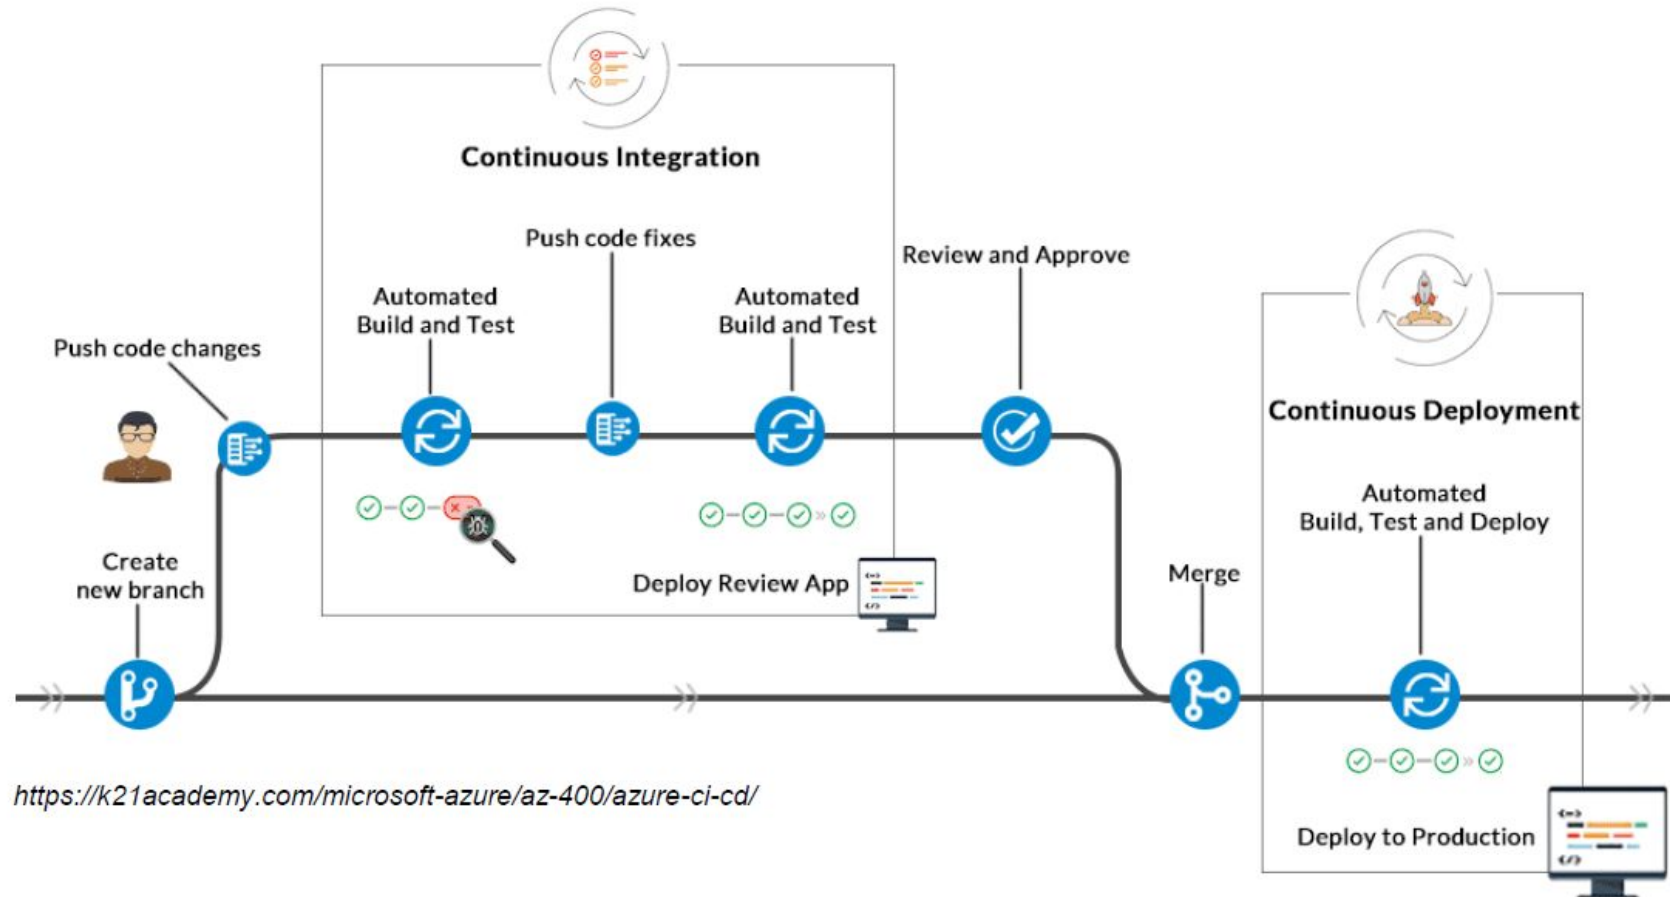 Continuous Integration
Push code fixes
Review and Approve
Automated
Build and Test
Automated
Build and Test
Push code changes
Continuous Deployment
Automated
Build, Test and Deploy
Create
new branch
Deploy Review App
Merge
https://k21academy.com/microsoft-azure/az-400/azure-ci-cd/
Deploy to Production